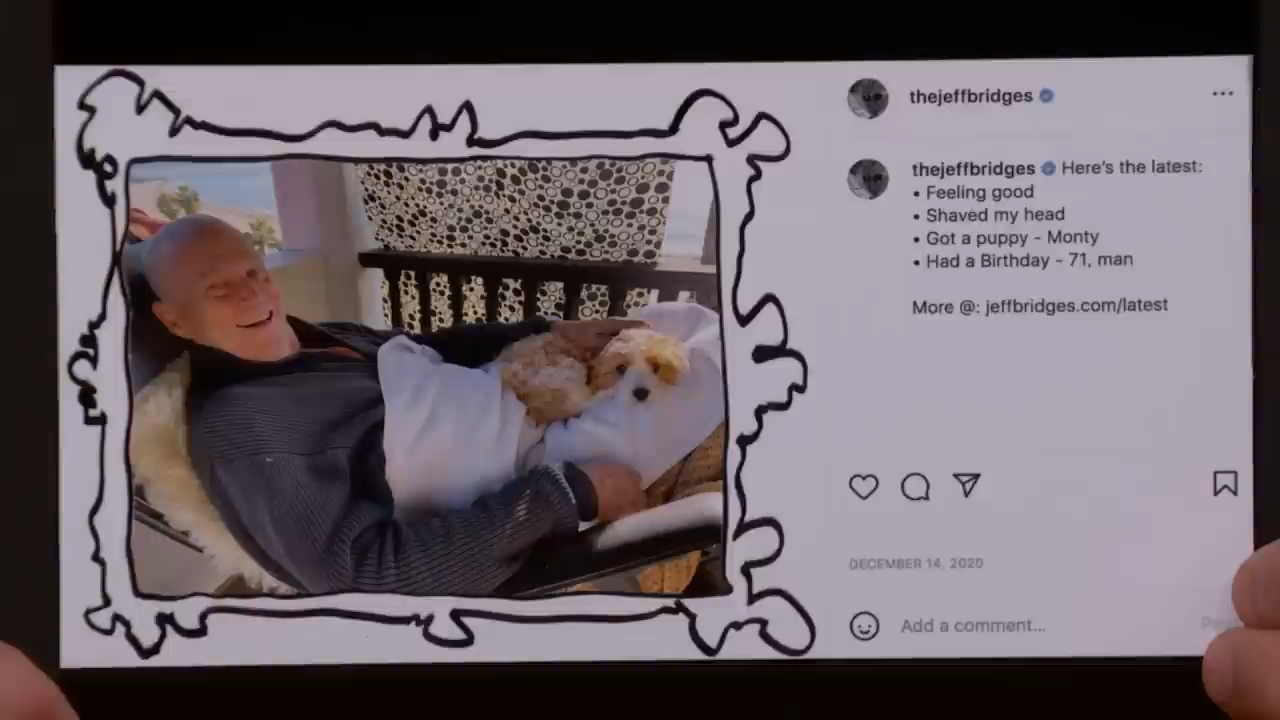 thejeffbridges
thejeffbridges Here's the latest:
• Feeling good
• Shaved my head
• Got a puppy - Monty
• Had a Birthday - 71, man
More @: jeffbridges.com/latest
DECEMBER 14, 2020
Add a comment...